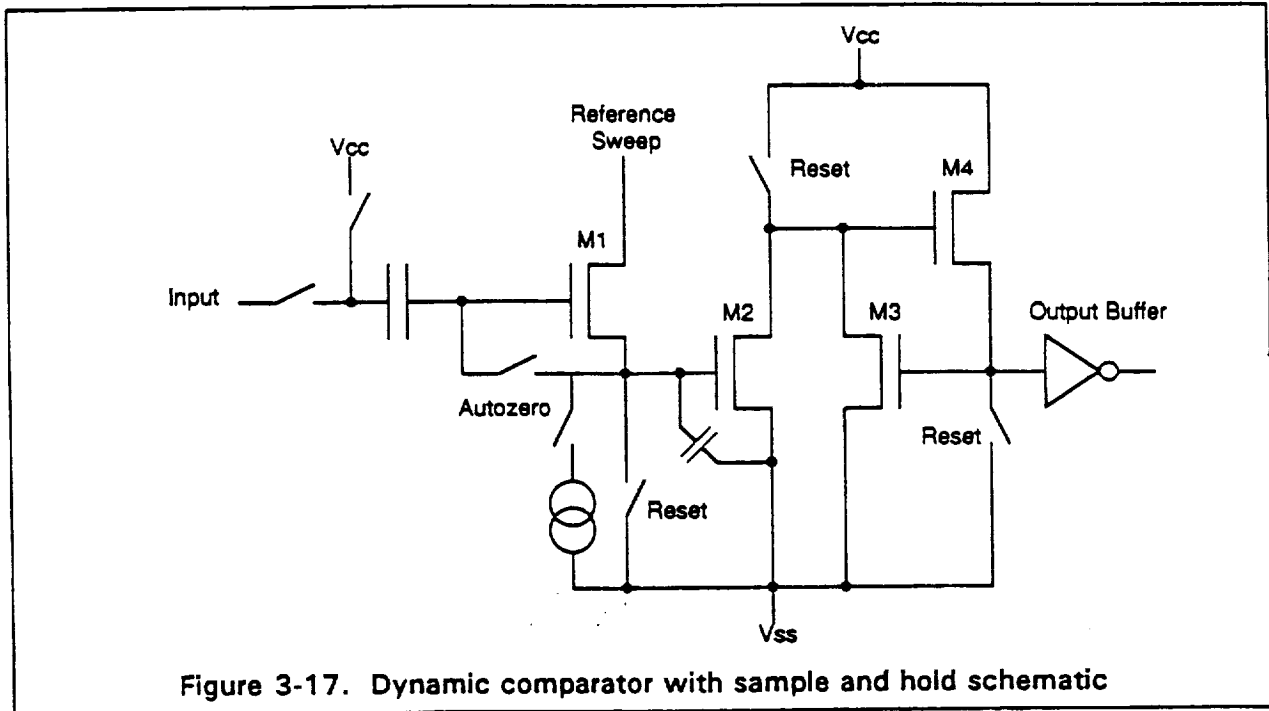 Vcc
Reference
Sweep
Vcc
Reset
M4
M1
Input
M2
M3
Output Buffer
Autozero
Reset
Reset
Vss
Figure 3-17. Dynamic comparator with sample and hold schematic